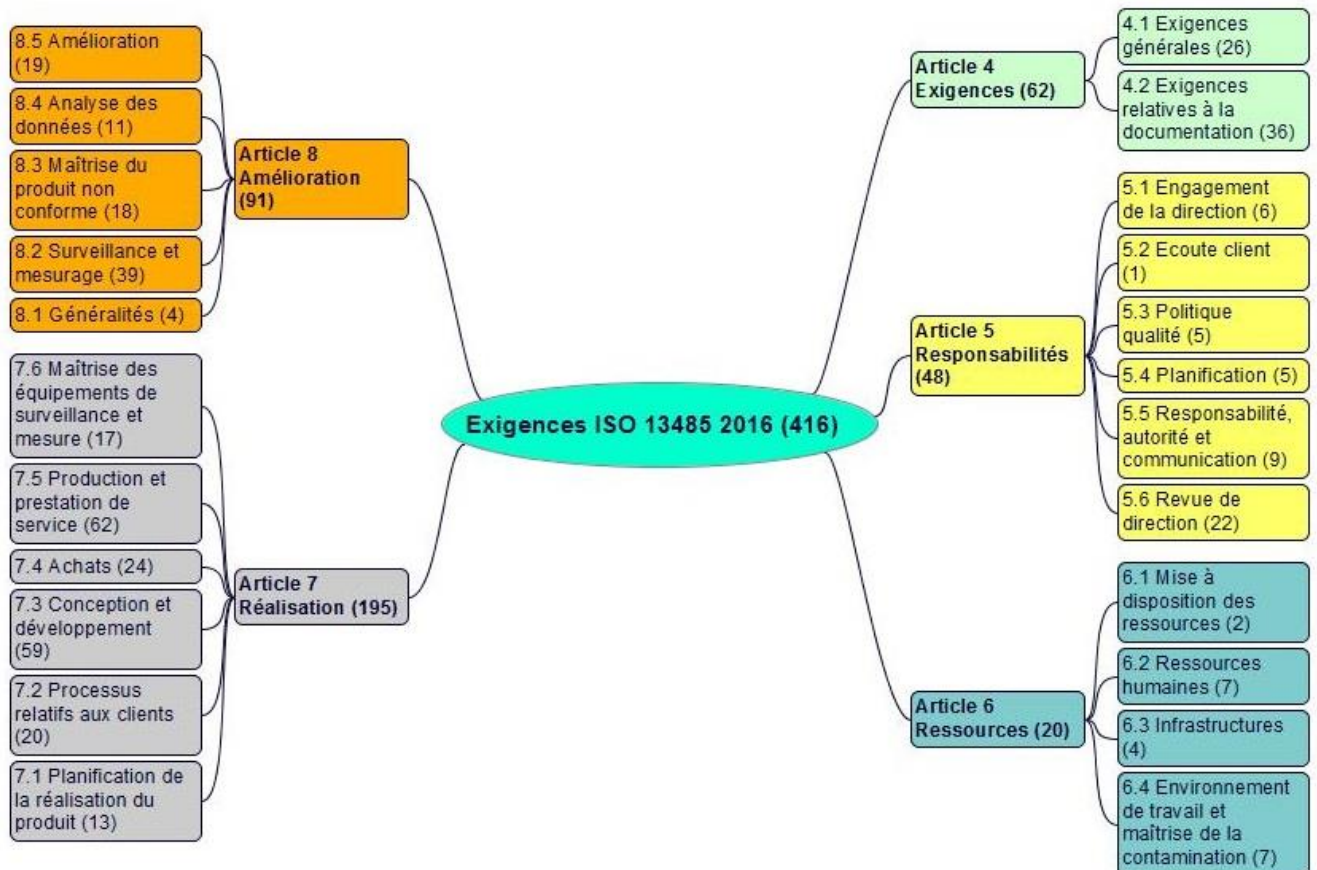 Exigences ISO 13485 2016 (416)
Article 4
Exigences (62)
4.1 Exigences
générales (26)
4.2 Exigences
relatives à la
documentation (36)
Article 5
Responsabilités
(48)
5.1 Engagement
de la direction (6)
5.2 Ecoute client
(1)
5.3 Politique
qualité (5)
5.4 Planification (5)
5.5 Responsabilité,
autorité et
communication (9)
5.6 Revue de
direction (22)
Article 6
Ressources (20)
6.1 Mise à
disposition des
ressources (2)
6.2 Ressources
humaines (7)
6.3 Infrastructures
(4)
6.4 Environnement
de travail et
maîtrise de la
contamination (7)
Article 8
Amélioration
(91)
8.5 Amélioration
(19)
8.4 Analyse des
données (11)
8.3 Maîtrise du
produit non
conforme (18)
8.2 Surveillance et
mesurage (39)
8.1 Généralités (4)
Article 7
Réalisation (195)
7.6 Maîtrise des
équipements de
surveillance et
mesure (17)
7.5 Production et
prestation de
service (62)
7.4 Achats (24)
7.3 Conception et
développement
(59)
7.2 Processus
relatifs aux clients
(20)
7.1 Planification de
la réalisation du
produit (13)